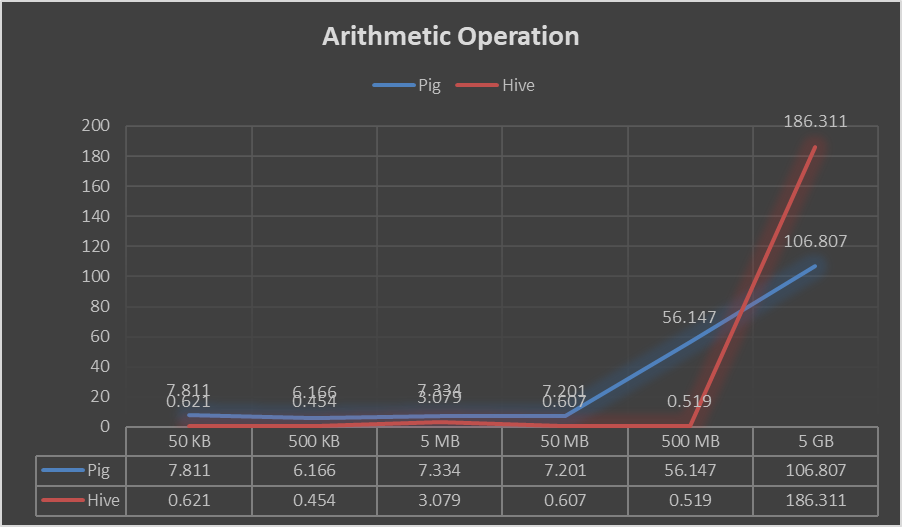 Arithmetic Operation
Pig Hive
200
180
160
140
120
100
80
60
40
20
0
186.311
106.807
56.147
7.811 6.166 7.334 7.201
0.621 0.454 3.079 0.607 0.519
50 KB 500 KB 5 MB 50 MB 500 MB 5 GB
Pig 7.811 6.166 7.334 7.201 56.147 106.807
Hive 0.621 0.454 3.079 0.607 0.519 186.311